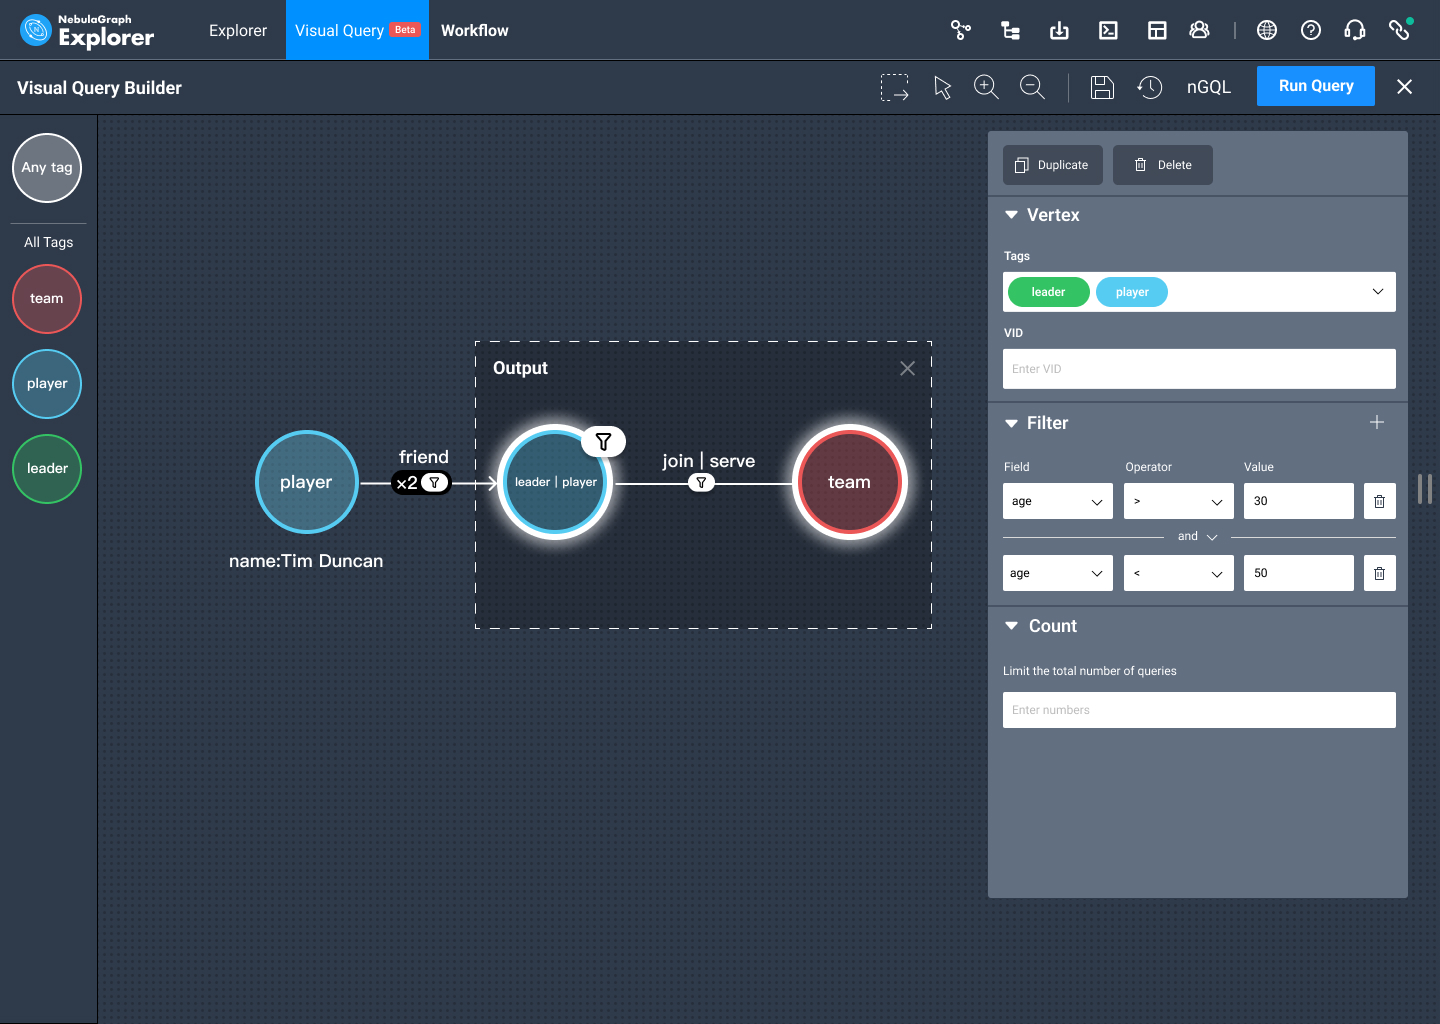 NebulaGraph
Explorer
Explorer
Visual Query Beta
Workflow
Visual Query Builder
nGQL
Run Query
Any tag
All Tags
team
player
leader
Output
friend
×2
player
name:Tim Duncan
leader | player
join | serve
team
Duplicate
Delete
Vertex
Tags
leader player
VID
Enter VID
Filter
Field Operator Value
age > 30
and
age < 50
Count
Limit the total number of queries
Enter numbers